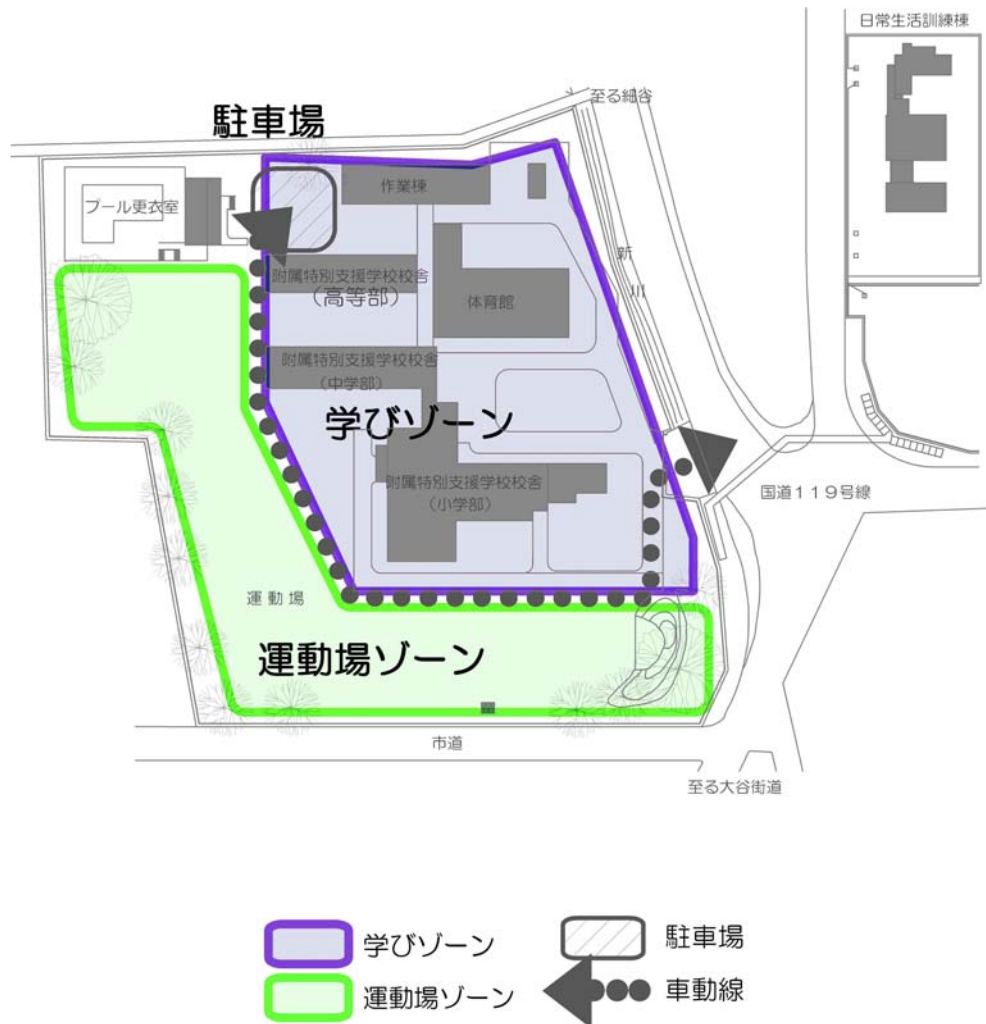 日常生活訓練棟
至る細谷
駐車場
作業棟
プール更衣室
新川
附属特別支援学校校舎
（高等部）
体育館
附属特別支援学校校舎
（中学部）
学びゾーン
附属特別支援学校校舎
（小学部）
国道119号線
運動場
運動場ゾーン
市道
至る大谷街道
学びゾーン
駐車場
運動場ゾーン
車動線